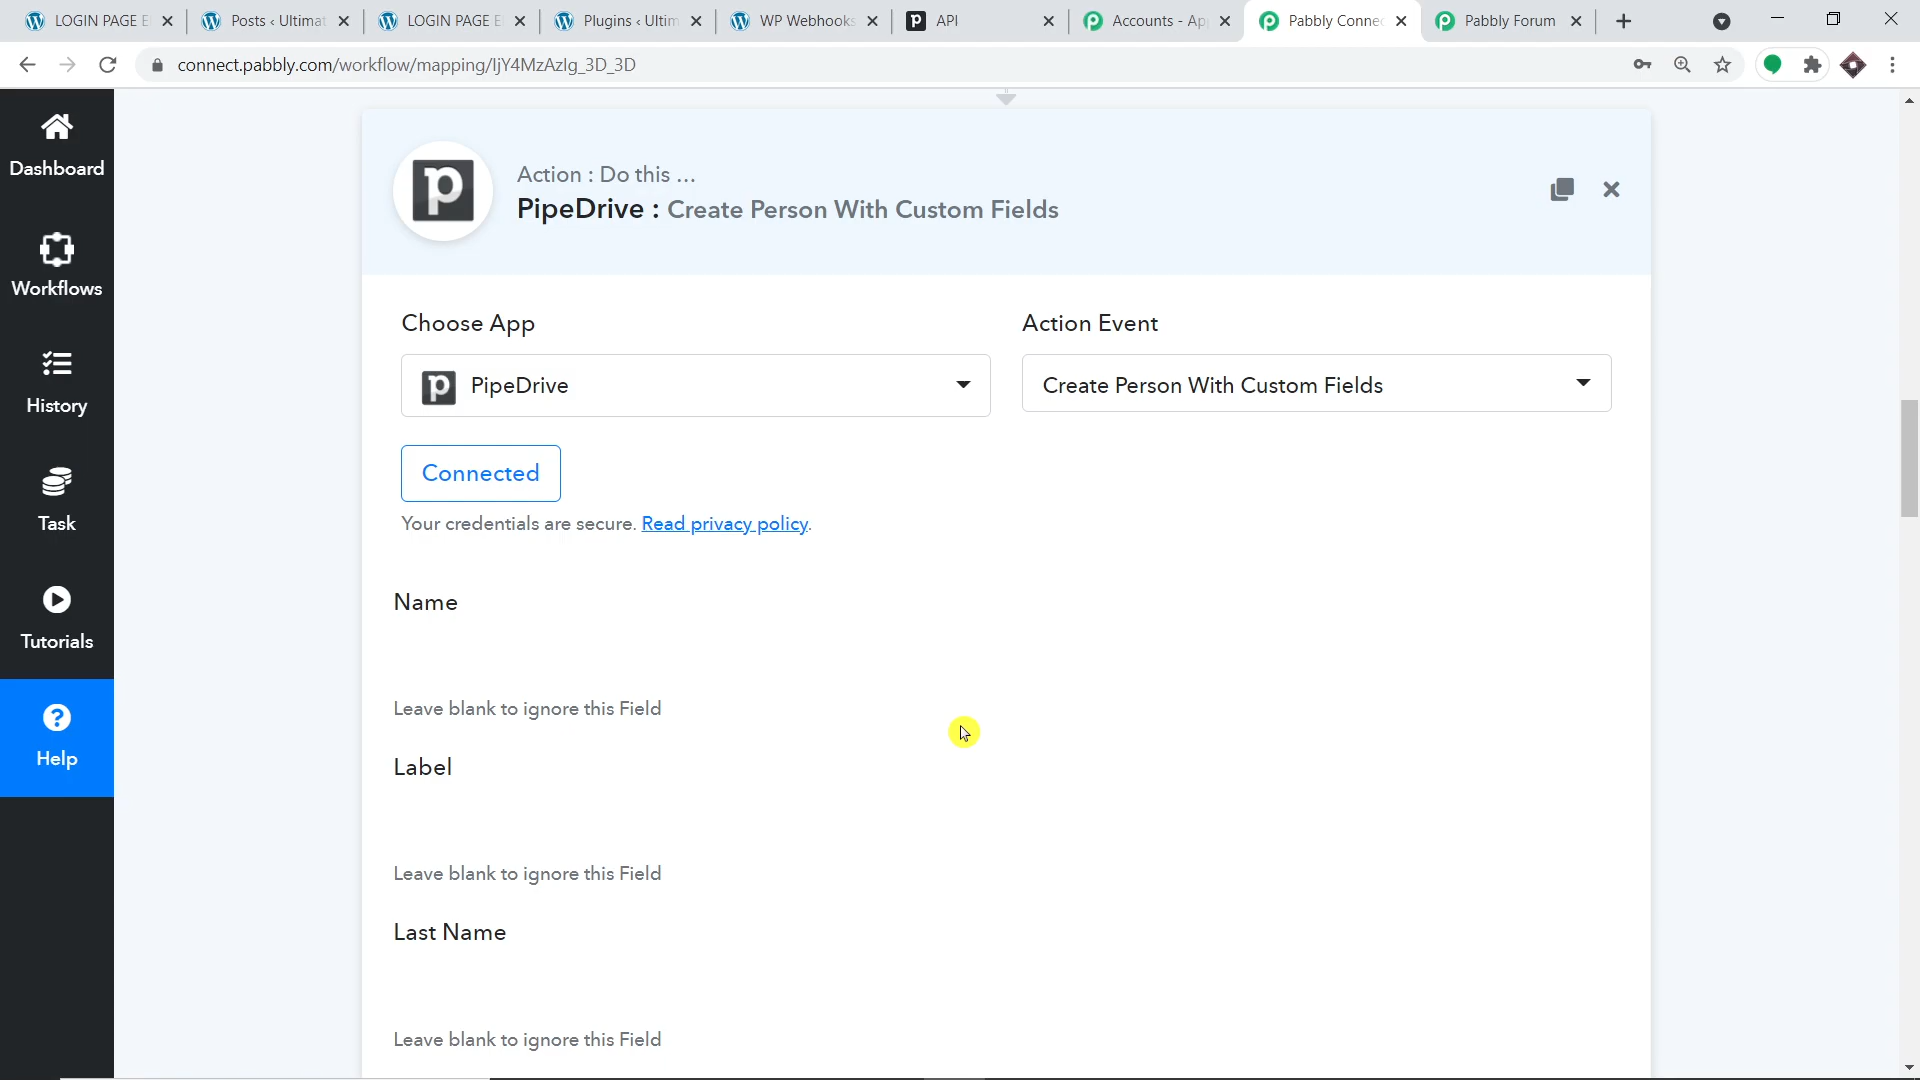 LOGIN PAGE E
Posts ‹ Ultimat
LOGIN PAGE E
Plugins ‹ Ultim
WP Webhooks
API
Accounts - Ap
Pabbly Connec
Pabbly Forum
connect.pabbly.com/workflow/mapping/IjY4MzAzIg_3D_3D
Dashboard
Workflows
History
Task
Tutorials
Help
Action : Do this ...
PipeDrive : Create Person With Custom Fields
Choose App
Action Event
PipeDrive
Create Person With Custom Fields
Connected
Your credentials are secure. Read privacy policy.
Name
Leave blank to ignore this Field
Label
Leave blank to ignore this Field
Last Name
Leave blank to ignore this Field